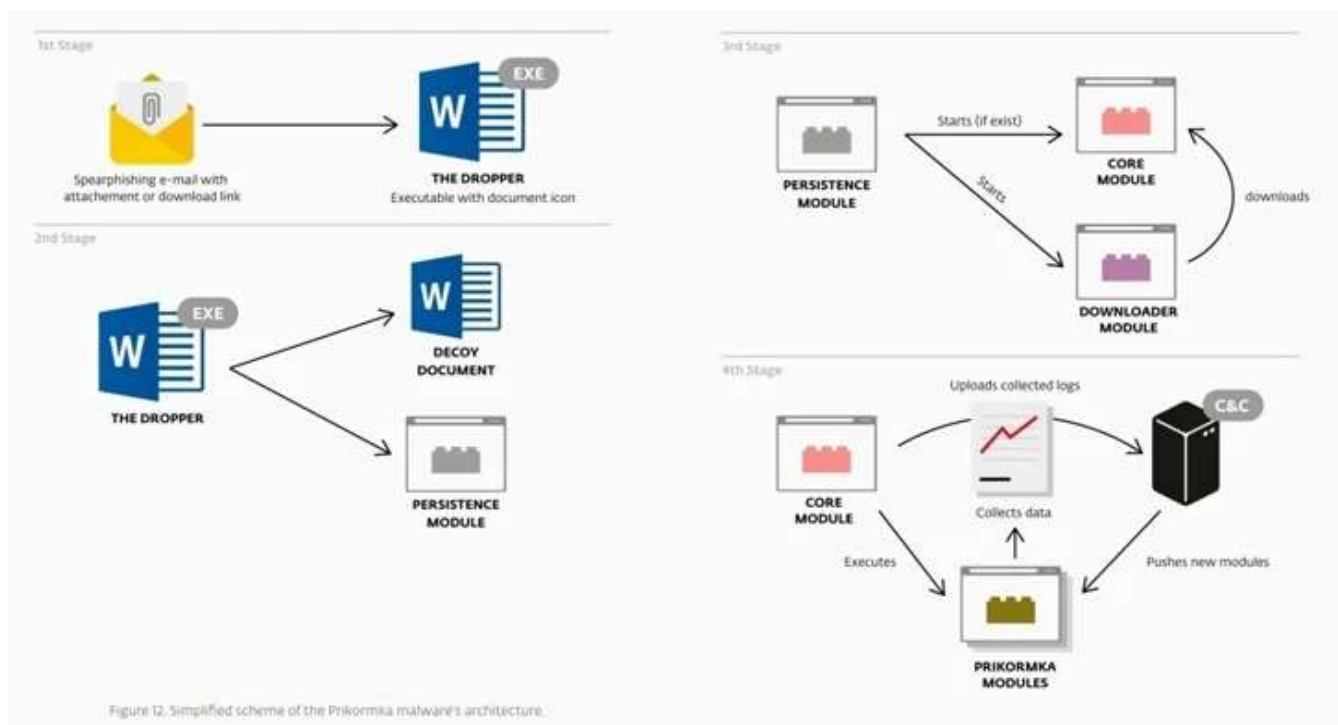 1st Stage
EXE
W
Spearphishing e-mail with
attachement or download link
THE DROPPER
Executable with document icon
2nd Stage
EXE
W
THE DROPPER
W
DECOY
DOCUMENT
PERSISTENCE
MODULE
3rd Stage
PERSISTENCE
MODULE
Starts (if exist)
Starts
CORE
MODULE
downloads
DOWNLOADER
MODULE
4th Stage
Uploads collected logs
C&C
CORE
MODULE
Collects data
Executes
Pushes new modules
PRIKORMKA
MODULES
Figure 12. Simplified scheme of the Prikormka malware's architecture.